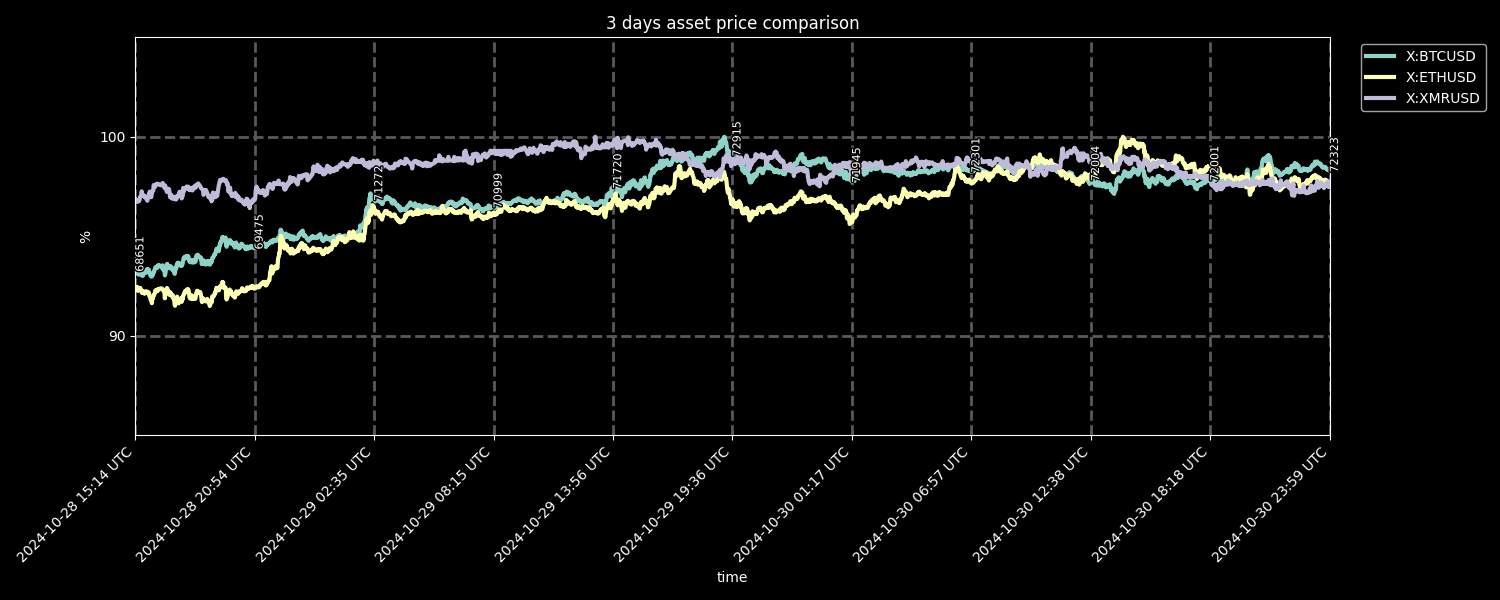 3 days asset price comparison
X:BTCUSD
X:ETHUSD
X:XMRUSD
100
90
%
68651
69475
71272
70999
71720
72915
71945
72301
72004
72001
72323
2024-10-28 15:14 UTC
2024-10-28 20:54 UTC
2024-10-29 02:35 UTC
2024-10-29 08:15 UTC
2024-10-29 13:56 UTC
2024-10-29 19:36 UTC
2024-10-30 01:17 UTC
2024-10-30 06:57 UTC
2024-10-30 12:38 UTC
2024-10-30 18:18 UTC
2024-10-30 23:59 UTC
time